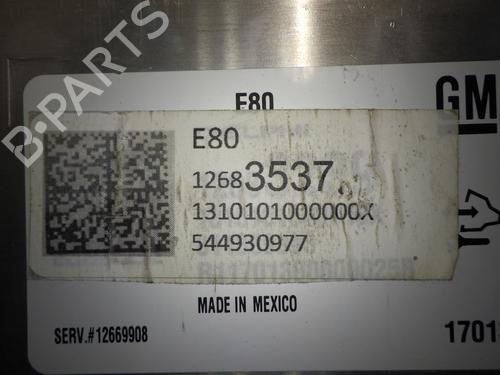 B-PARTS
E80
GM
E80
12683537
1310101000000X
544930977
MADE IN MEXICO
SERV.#12669908
1701